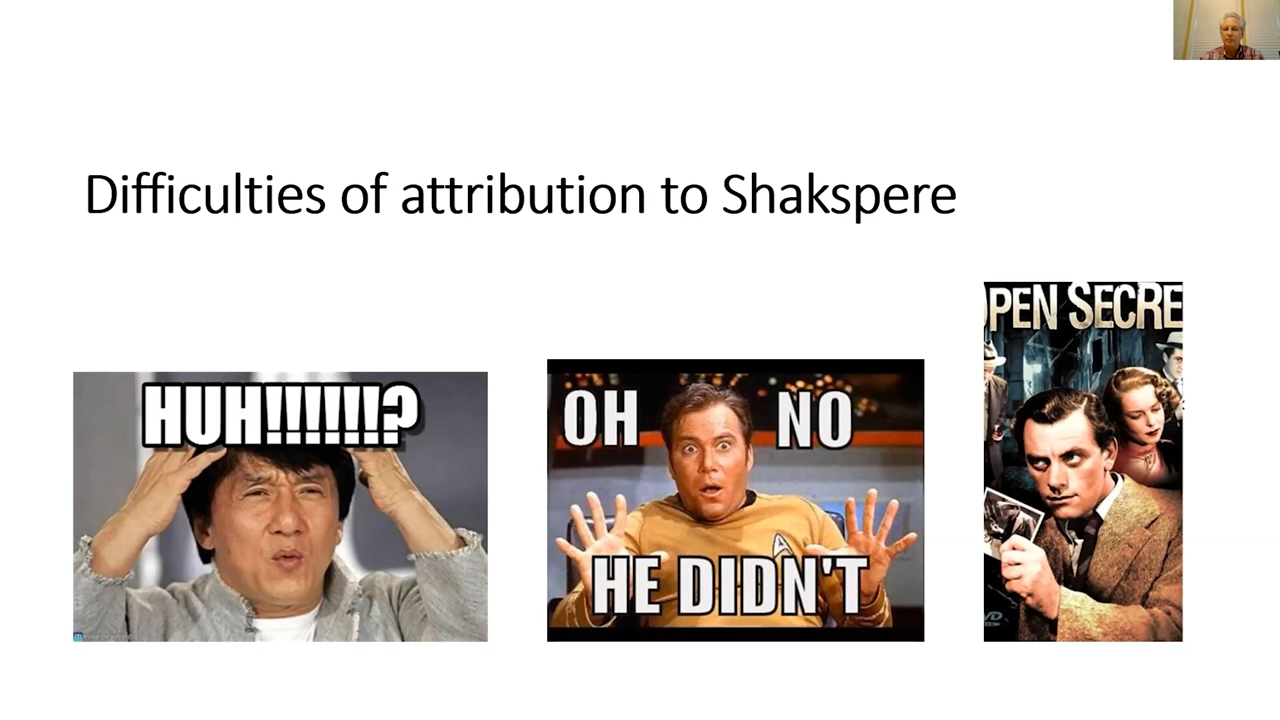 Difficulties of attribution to Shakspere
HUH!!!!!!!?
OH NO
HE DIDN'T
PEN SECRE